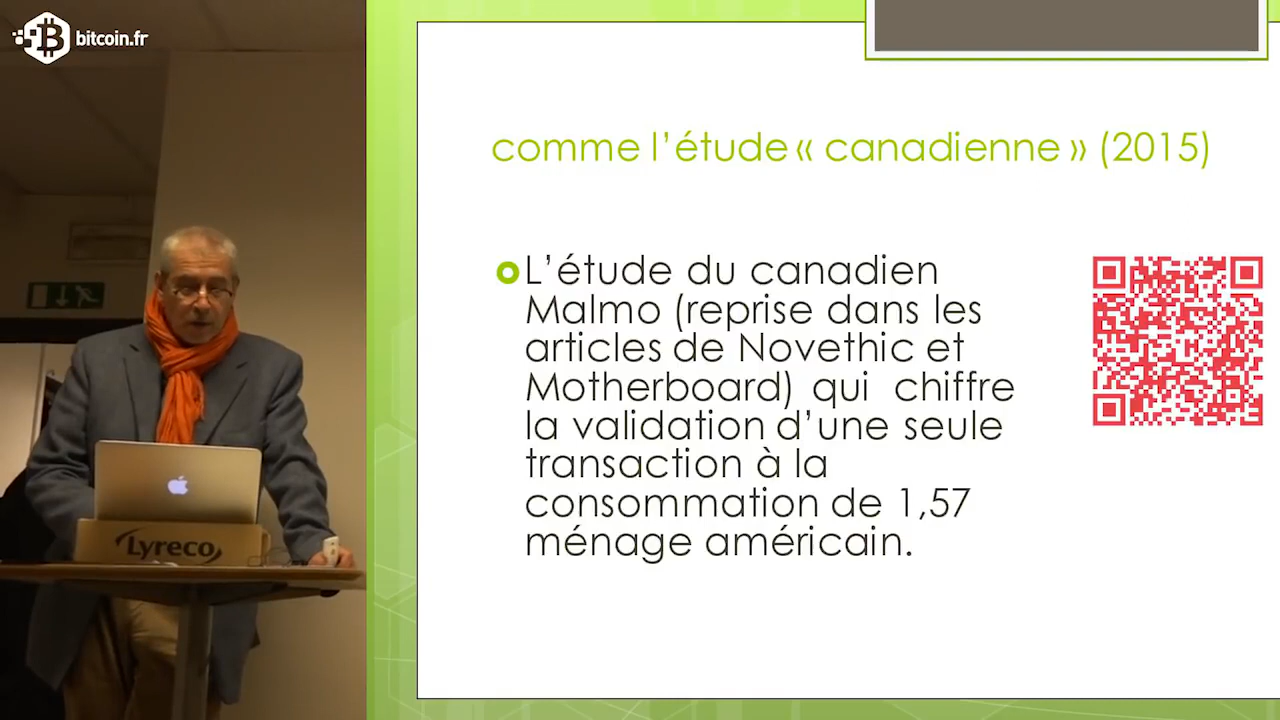 bitcoin.fr
comme l’étude « canadienne » (2015)
L’étude du canadien
Malmo (reprise dans les
articles de Novethic et
Motherboard) qui chiffre
la validation d’une seule
transaction à la
consommation de 1,57
ménage américain.
Lyreco